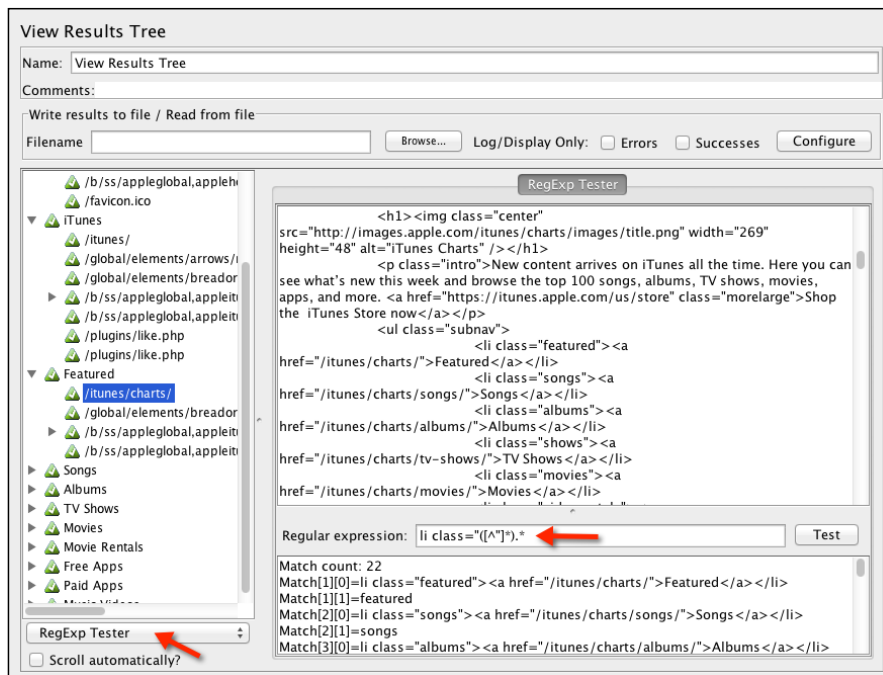 View Results Tree
Name: View Results Tree
Comments:
Write results to file / Read from file
Filename Browse... Log/Display Only: Errors Successes Configure
/b/ss/appleglobal,appleho
/favicon.ico
iTunes
/itunes/
/global/elements/arrows/
/global/elements/breador
/b/ss/appleglobal,appleitu
/b/ss/appleglobal,appleitu
/plugins/like.php
/plugins/like.php
Featured
/itunes/charts/
/global/elements/breador
/b/ss/appleglobal,appleitu
/b/ss/appleglobal,appleitu
Songs
Albums
TV Shows
Movies
Movie Rentals
Free Apps
Paid Apps
Music Videos
RegExp Tester
Scroll automatically?
RegExp Tester
<h1><img class="center"
src="http://images.apple.com/itunes/charts/images/title.png" width="269"
height="48" alt="iTunes Charts" /></h1>
<p class="intro">New content arrives on iTunes all the time. Here you can
see what's new this week and browse the top 100 songs, albums, TV shows, movies,
apps, and more. <a href="https://itunes.apple.com/us/store" class="morelarge">Shop
the iTunes Store now</a></p>
<ul class="subnav">
<li class="featured"><a
href="/itunes/charts/">Featured</a></li>
<li class="songs"><a
href="/itunes/charts/songs/">Songs</a></li>
<li class="albums"><a
href="/itunes/charts/albums/">Albums</a></li>
<li class="shows"><a
href="/itunes/charts/tv-shows/">TV Shows</a></li>
<li class="movies"><a
href="/itunes/charts/movies/">Movies</a></li>
Regular expression: li class="([^"]*).* Test
Match count: 22
Match[1][0]=li class="featured"><a href="/itunes/charts/">Featured</a></li>
Match[1][1]=featured
Match[2][0]=li class="songs"><a href="/itunes/charts/songs/">Songs</a></li>
Match[2][1]=songs
Match[3][0]=li class="albums"><a href="/itunes/charts/albums/">Albums</a></li>